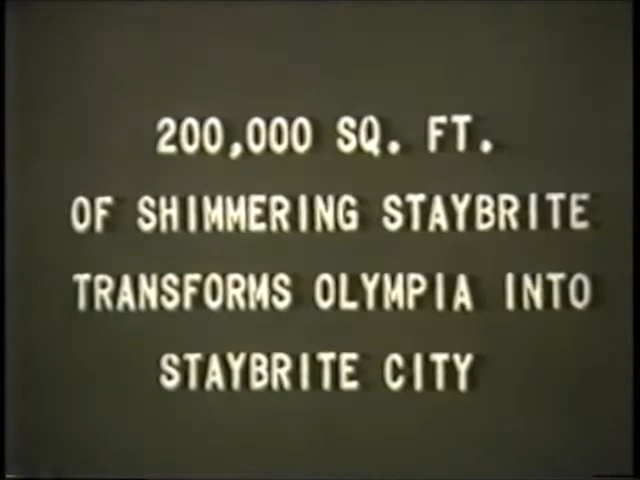 200,000 SQ. FT.
OF SHIMMERING STAYBRITE
TRANSFORMS OLYMPIA INTO
STAYBRITE CITY